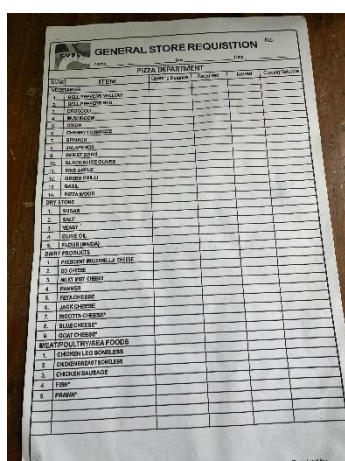 GENERAL STORE REQUISITION No.
PIZZA DEPARTMENT
S.No ITEM Opening Balance Required Issued Closing Balance
VEGETABLES
1. BELL PEPPERS YELLOW
2. BELL PEPPERS RED
3. BROCCOLI
4. MUSHROOM
5. ONION
6. CHERRY TOMATOES
7. SPINACH
8. JALAPENOS
9. SWEET CORN
10. BLACK OLIVES
11. PINE APPLE
12. GREEN CHILLI
13. BASIL
14. PIZZA WOOD
DRY STORE
1. SUGAR
2. SALT
3. YEAST
4. OLIVE OIL
5. FLOUR (MAIDA)
DAIRY PRODUCTS
1. PRESIDENT MOZZARELLA CHEESE
2. GO CHEESE
3. MILKY MIST CHEESE
4. PANNER
5. FETA CHEESE
6. JACK CHEESE
7. RICOTTA CHEESE*
8. BLUE CHEESE*
9. GOAT CHEESE*
MEAT/POULTRY/SEA FOODS
1. CHICKEN LEG BONELESS
2. CHICKEN BREAST BONELESS
3. CHICKEN SAUSAGE
4. FISH*
5. PRAWN*